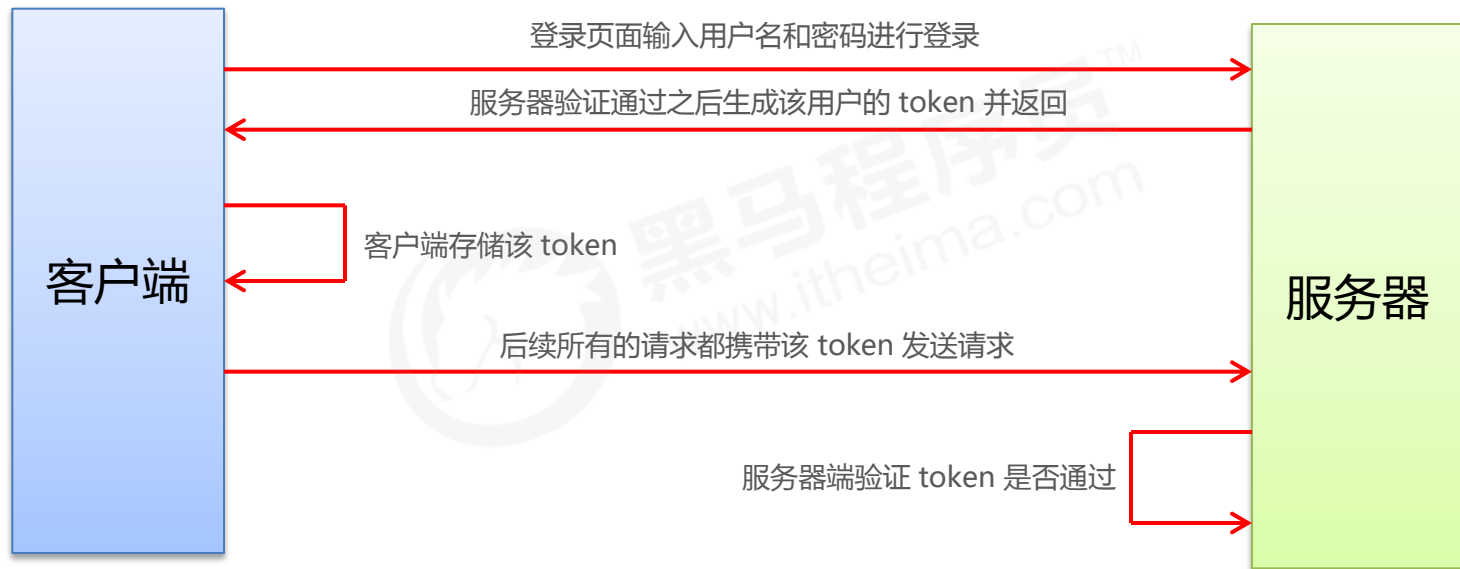 登录页面输入用户名和密码进行登录
服务器验证通过之后生成该用户的 token 并返回
客户端存储该 token
客户端
服务器
后续所有的请求都携带该 token 发送请求
服务器端验证 token 是否通过
黑马程序员™
www.itheima.com